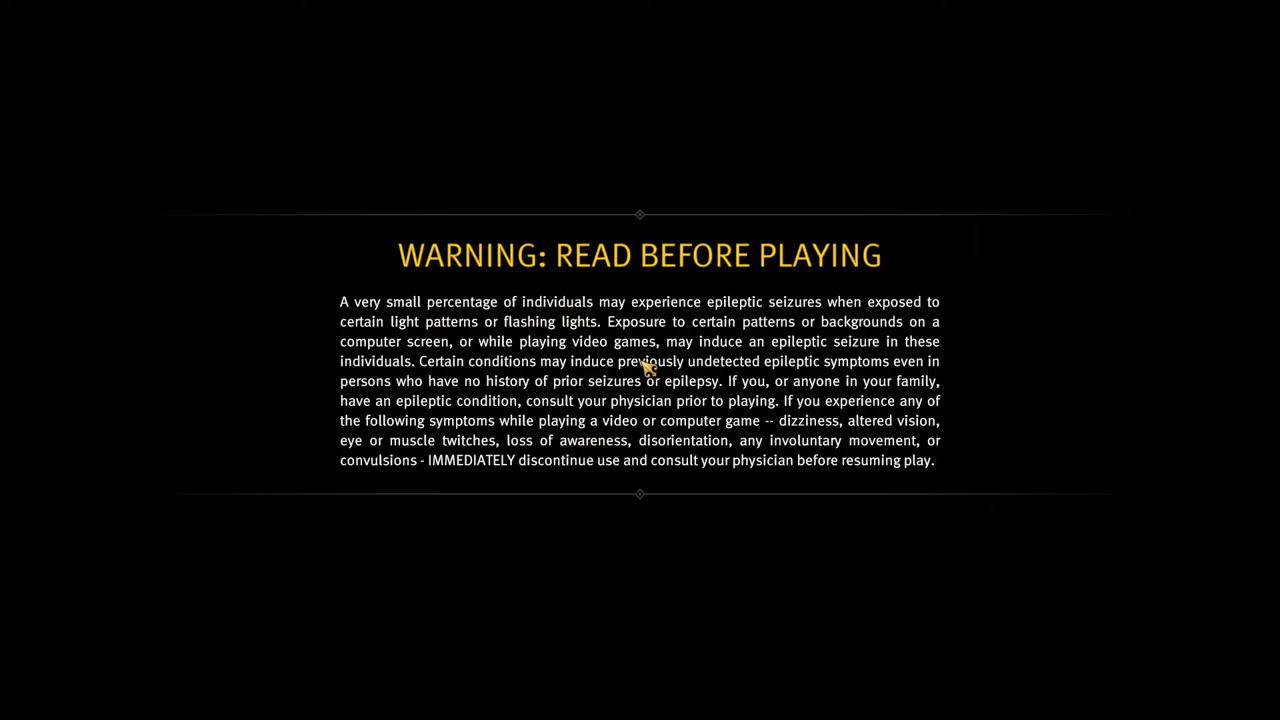 WARNING: READ BEFORE PLAYING
A very small percentage of individuals may experience epileptic seizures when exposed to
certain light patterns or flashing lights. Exposure to certain patterns or backgrounds on a
computer screen, or while playing video games, may induce an epileptic seizure in these
individuals. Certain conditions may induce previously undetected epileptic symptoms even in
persons who have no history of prior seizures or epilepsy. If you, or anyone in your family,
have an epileptic condition, consult your physician prior to playing. If you experience any of
the following symptoms while playing a video or computer game -- dizziness, altered vision,
eye or muscle twitches, loss of awareness, disorientation, any involuntary movement, or
convulsions - IMMEDIATELY discontinue use and consult your physician before resuming play.